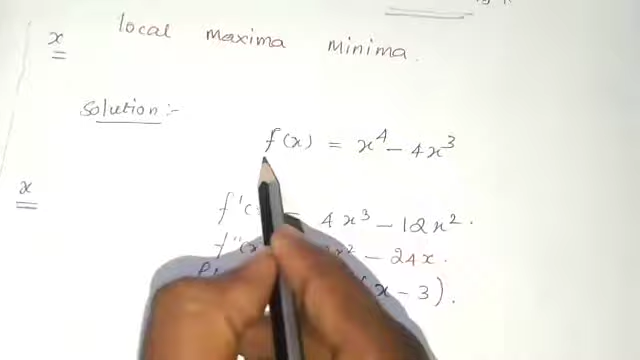 x local maxima minima.
Solution :-
f(x) = x⁴ - 4x³
x
4x³ - 12x².
f''(x - 24x.
(x - 3).